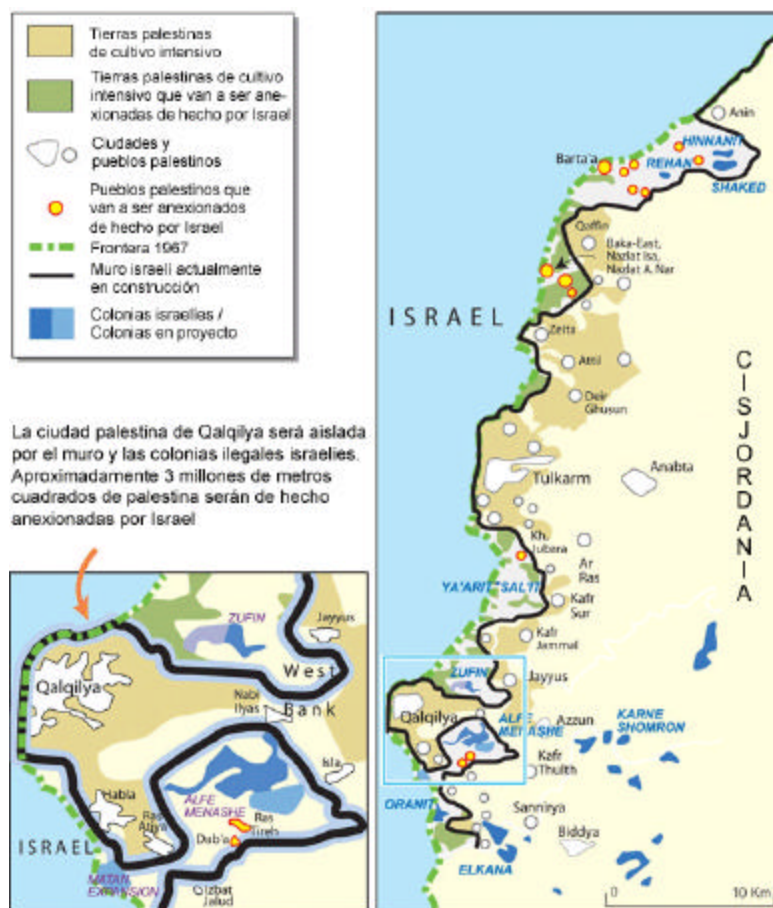 Tierras palestinas
de cultivo intensivo
Tierras palestinas de cultivo
intensivo que van a ser ane-
xionadas de hecho por Israel
Ciudades y
pueblos palestinos
Pueblos palestinos que
van a ser anexionados
de hecho por Israel
Frontera 1967
Muro israelí actualmente
en construcción
Colonias israelíes /
Colonias en proyecto
La ciudad palestina de Qalqilya será aislada
por el muro y las colonias ilegales israelíes.
Aproximadamente 3 millones de metros
cuadrados de palestina serán de hecho
anexionadas por Israel
ZUFIN
Jayyus
West
Bank
Qalqilya
Nabi
Ilyas
Isla
Habla
Ras
Atiya
ALFE
MENASHE
Ras
Tireh
Dab'a
ISRAEL
MATAN
EXPANSION
Qizbat
Jalud
Anin
HINNANIT
Barta'a
REHAN
SHAKED
Qaffin
Baka-East,
Nazlat Isa,
Nazlat A. Nar
ISRAEL
Zeita
Attil
Deir
Ghusun
CISJORDANIA
Tulkarm
Anabta
Kh.
Jubara
Ar
Ras
YA'ARIT
SAL'IT
Kafr
Sur
Kafr
Jammal
ZUFIN
Jayyus
Qalqilya
ALFE
MENASHE
Azzun
KARNE
SHOMRON
Kafr
Thulth
ORANIT
Sannirya
Biddya
ELKANA
0 10 Km